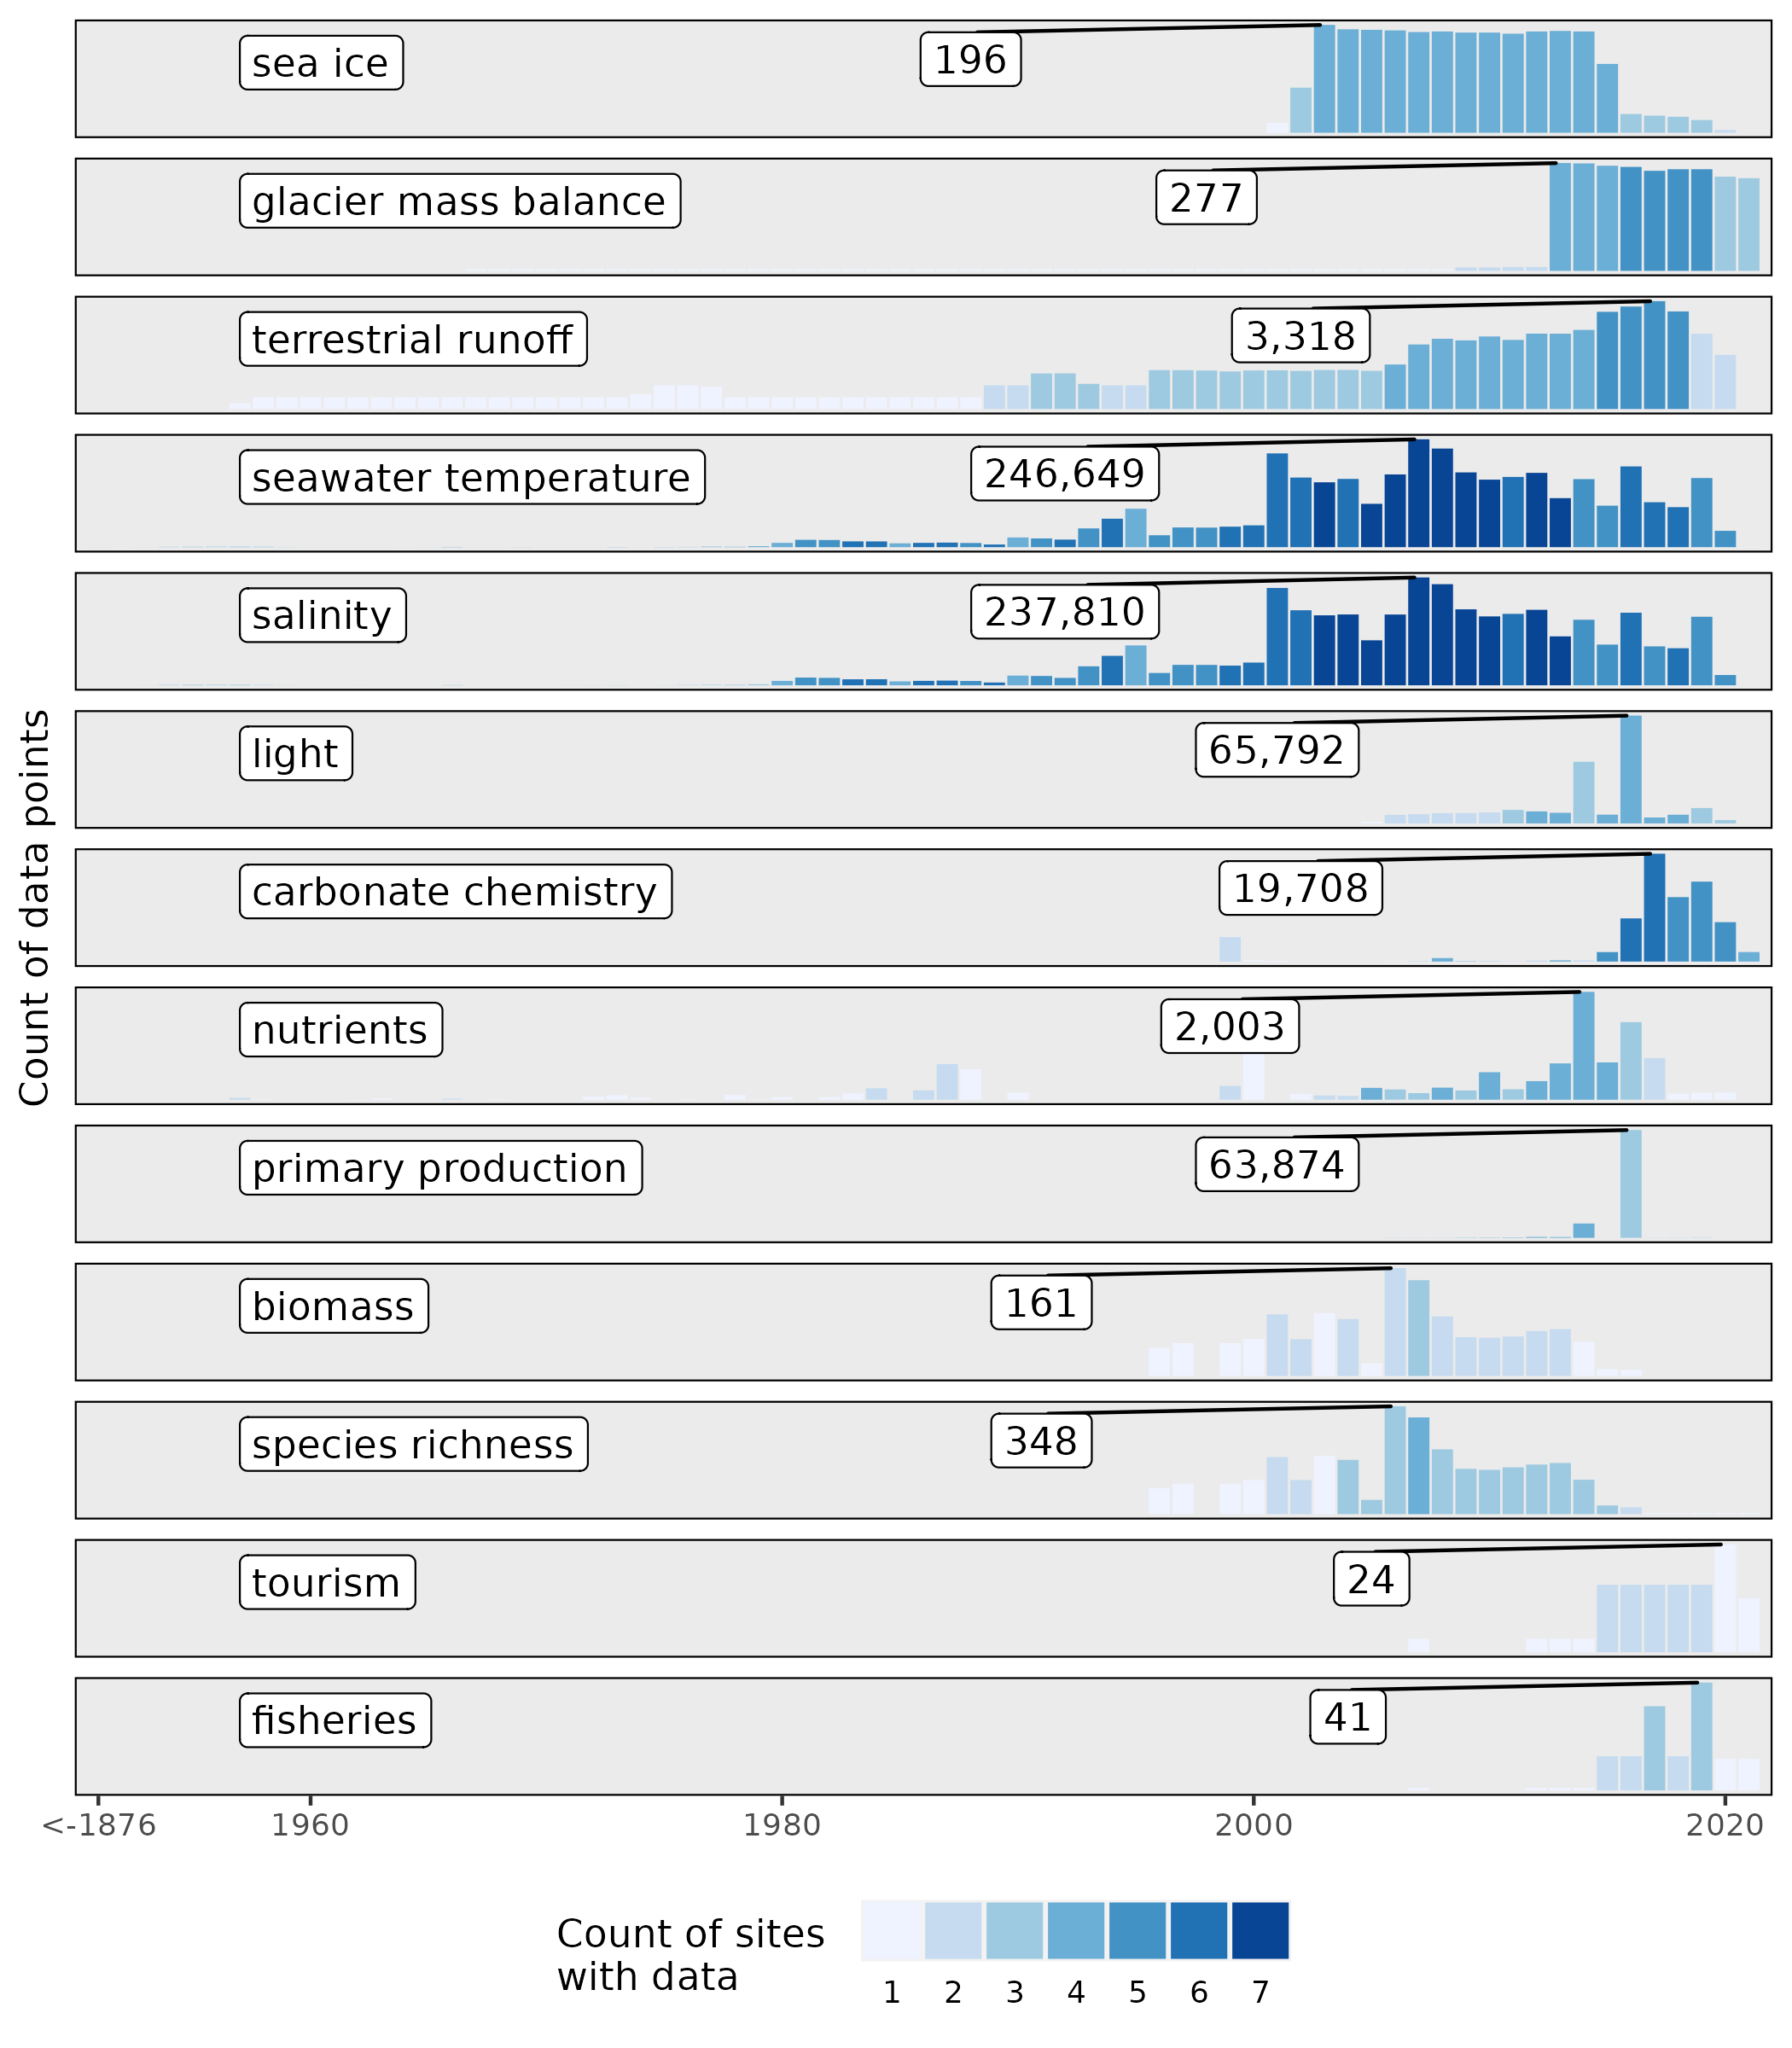 sea ice
196
glacier mass balance
277
terrestrial runoff
3,318
seawater temperature
246,649
salinity
237,810
light
65,792
carbonate chemistry
19,708
nutrients
2,003
primary production
63,874
biomass
161
species richness
348
tourism
24
fisheries
41
Count of data points
<-1876 1960 1980 2000 2020
Count of sites
with data
1 2 3 4 5 6 7